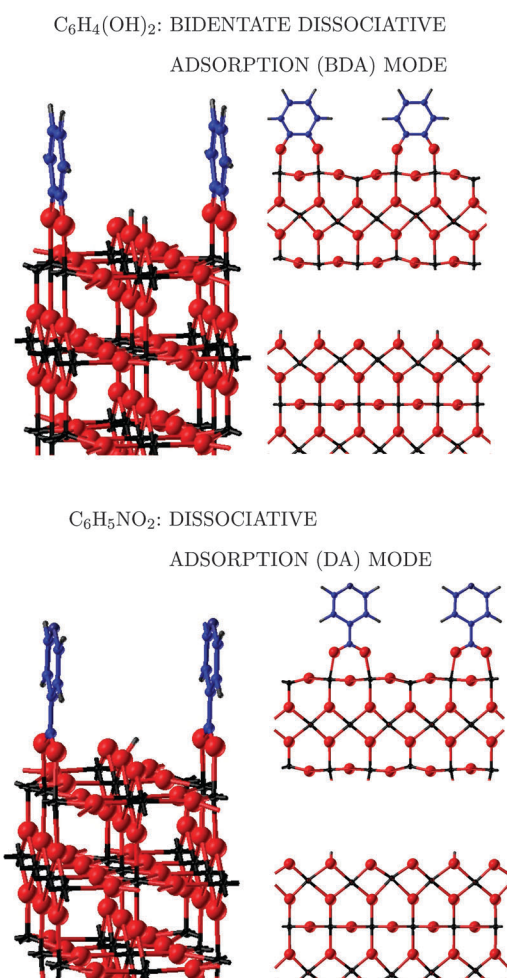 C₆H₄(OH)₂: BIDENTATE DISSOCIATIVE
ADSORPTION (BDA) MODE
C₆H₅NO₂: DISSOCIATIVE
ADSORPTION (DA) MODE